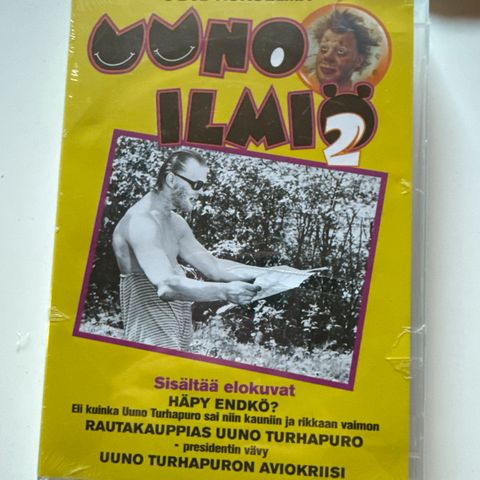 UUNO
ILMIÖ
2
Sisältää elokuvat
HÄPY ENDKÖ?
Eli kuinka Uuno Turhapuro sai niin kauniin ja rikkaan vaimon
RAUTAKAUPPIAS UUNO TURHAPURO
- presidentin vävy
UUNO TURHAPURON AVIOKRIISI